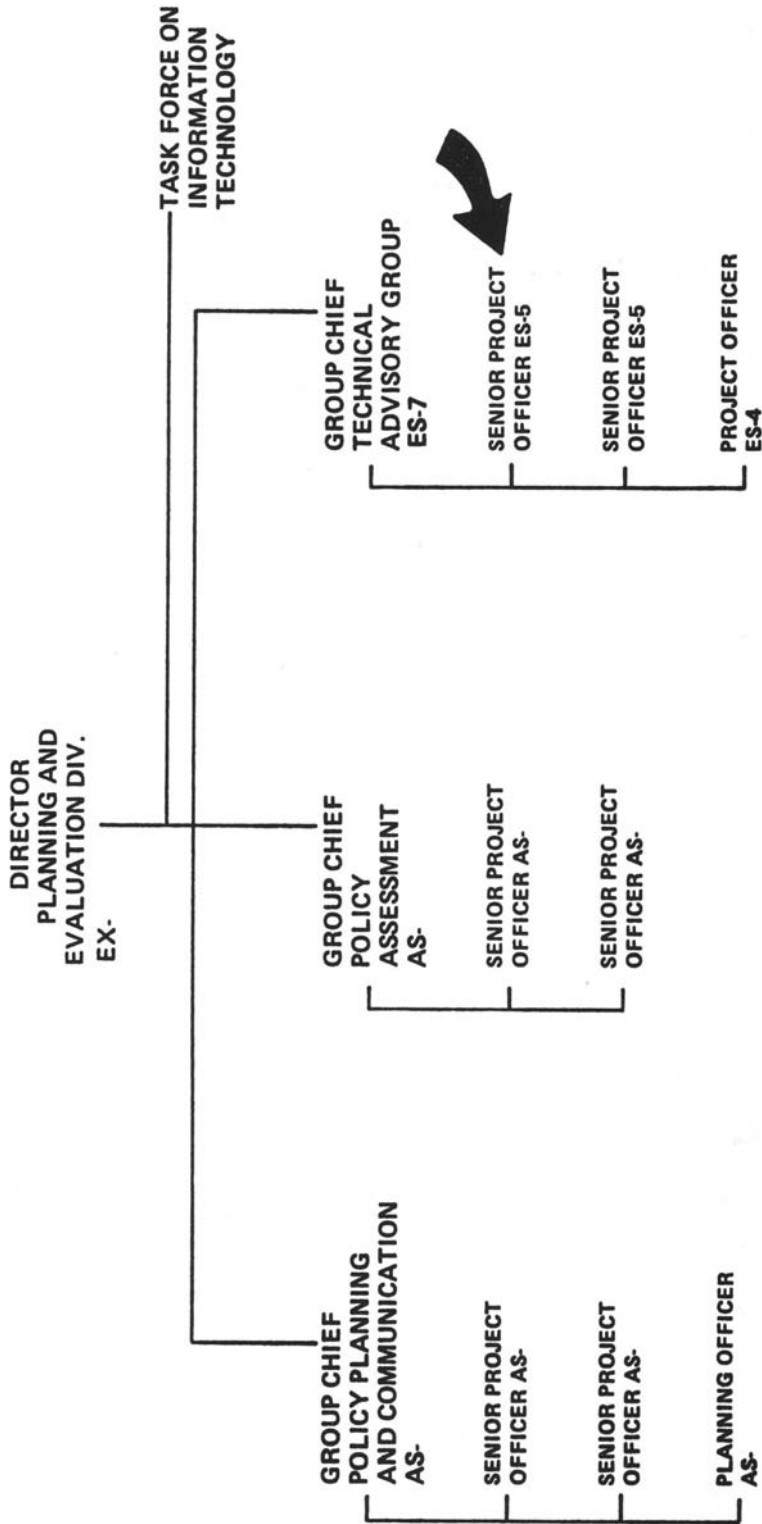 DIRECTOR
PLANNING AND
EVALUATION DIV.
EX-
TASK FORCE ON
INFORMATION
TECHNOLOGY
GROUP CHIEF
POLICY PLANNING
AND COMMUNICATION
AS-
SENIOR PROJECT
OFFICER AS-
SENIOR PROJECT
OFFICER AS-
PLANNING OFFICER
AS-
GROUP CHIEF
POLICY
ASSESSMENT
AS-
SENIOR PROJECT
OFFICER AS-
SENIOR PROJECT
OFFICER AS-
GROUP CHIEF
TECHNICAL
ADVISORY GROUP
ES-7
SENIOR PROJECT
OFFICER ES-5
SENIOR PROJECT
OFFICER ES-5
PROJECT OFFICER
ES-4